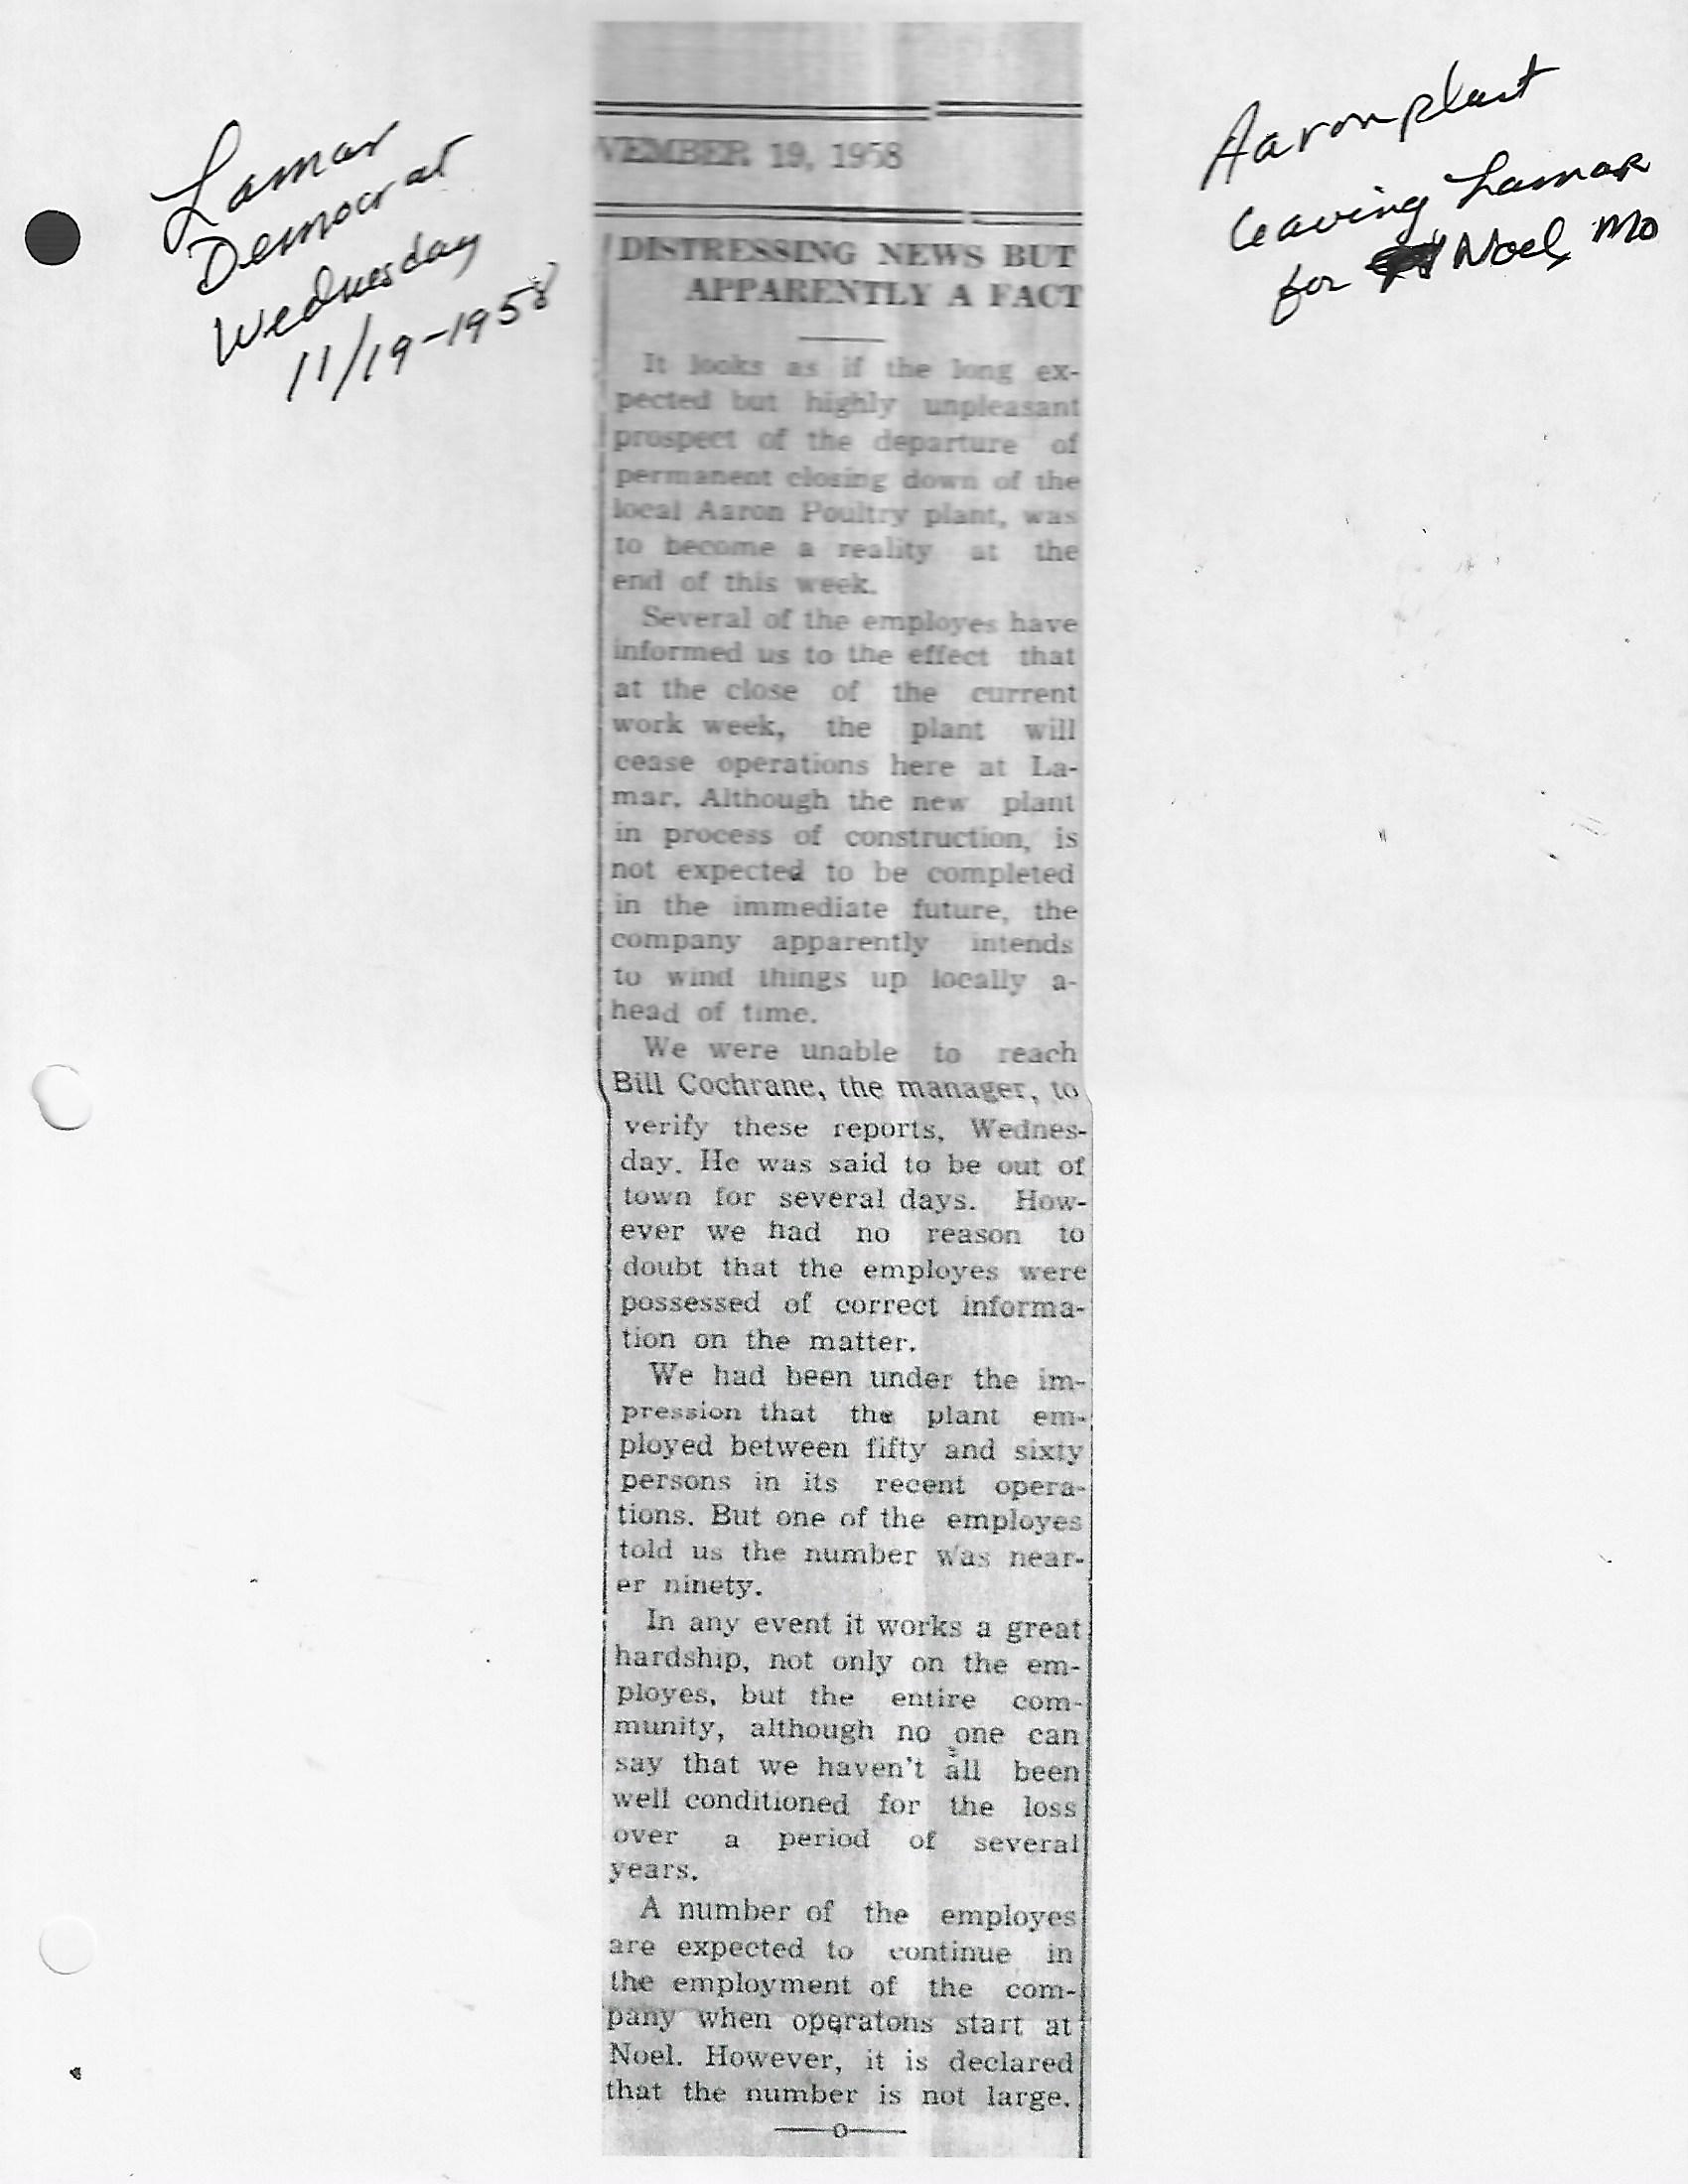 Lamar
Democrat
Wednesday
11/19-1958
Aaron plant
leaving Lamar
for Noel, Mo
VEMBER 19, 1958
DISTRESSING NEWS BUT
APPARENTLY A FACT
It looks as if the long ex-
pected but highly unpleasant
prospect of the departure of
permanent closing down of the
local Aaron Poultry plant, was
to become a reality at the
end of this week.
Several of the employes have
informed us to the effect that
at the close of the current
work week, the plant will
cease operations here at La-
mar. Although the new plant
in process of construction, is
not expected to be completed
in the immediate future, the
company apparently intends
to wind things up locally a-
head of time.
We were unable to reach
Bill Cochrane, the manager, to
verify these reports, Wednes-
day. He was said to be out of
town for several days. How-
ever we had no reason to
doubt that the employes were
possessed of correct informa-
tion on the matter.
We had been under the im-
pression that the plant em-
ployed between fifty and sixty
persons in its recent opera-
tions. But one of the employes
told us the number was near-
er ninety.
In any event it works a great
hardship, not only on the em-
ployes, but the entire com-
munity, although no one can
say that we haven't all been
well conditioned for the loss
over a period of several
years.
A number of the employes
are expected to continue in
the employment of the com-
pany when operatons start at
Noel. However, it is declared
that the number is not large.
—o—